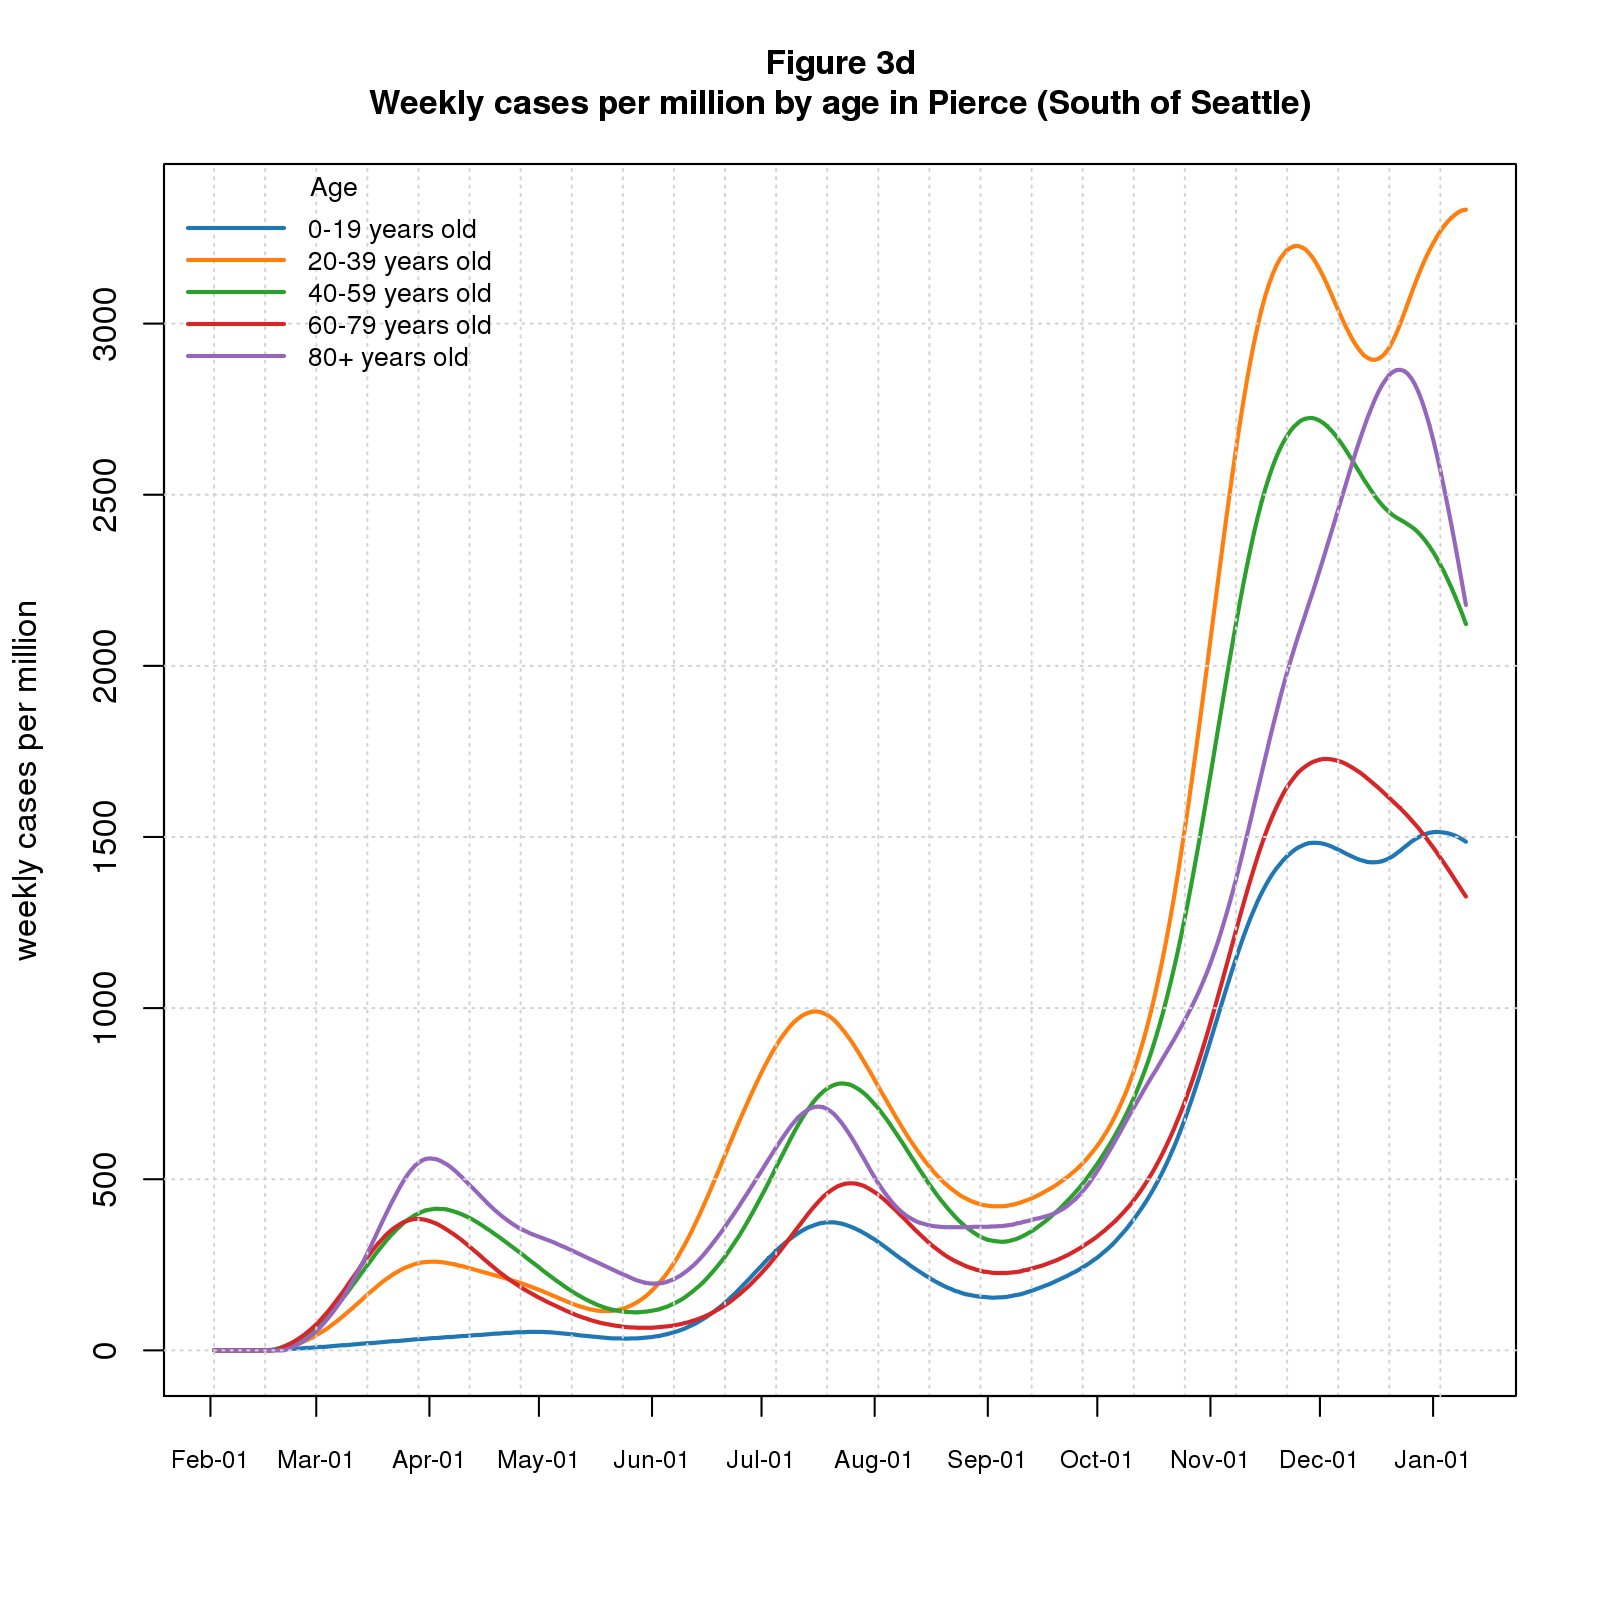 Figure 3d
Weekly cases per million by age in Pierce (South of Seattle)
Age
0-19 years old
20-39 years old
40-59 years old
60-79 years old
80+ years old
weekly cases per million
3000
2500
2000
1500
1000
500
0
Feb-01 Mar-01 Apr-01 May-01 Jun-01 Jul-01 Aug-01 Sep-01 Oct-01 Nov-01 Dec-01 Jan-01